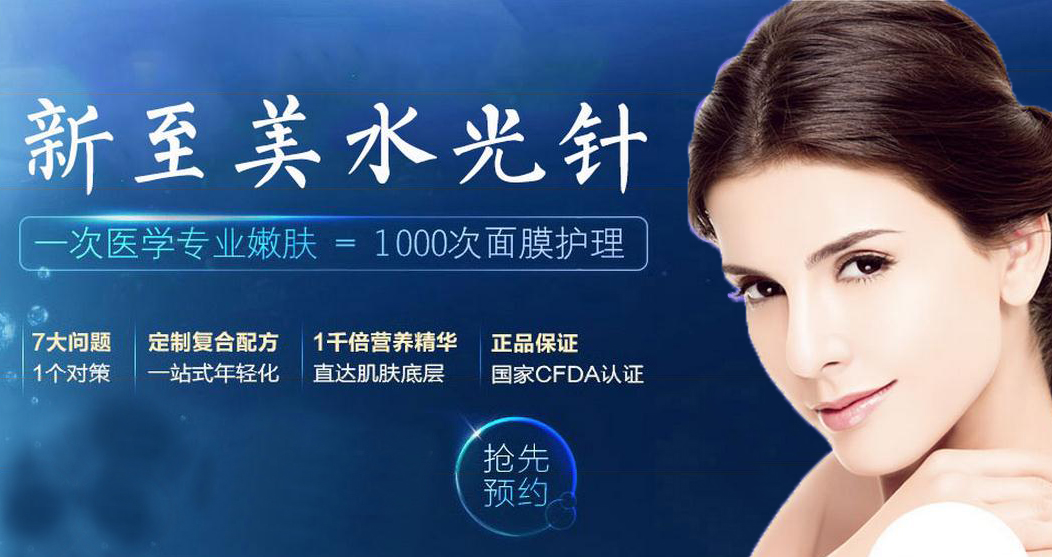 新至美水光针
一次医学专业嫩肤 = 1000次面膜护理
7大问题
1个对策
定制复合配方
一站式年轻化
1千倍营养精华
直达肌肤底层
正品保证
国家CFDA认证
抢先
预约